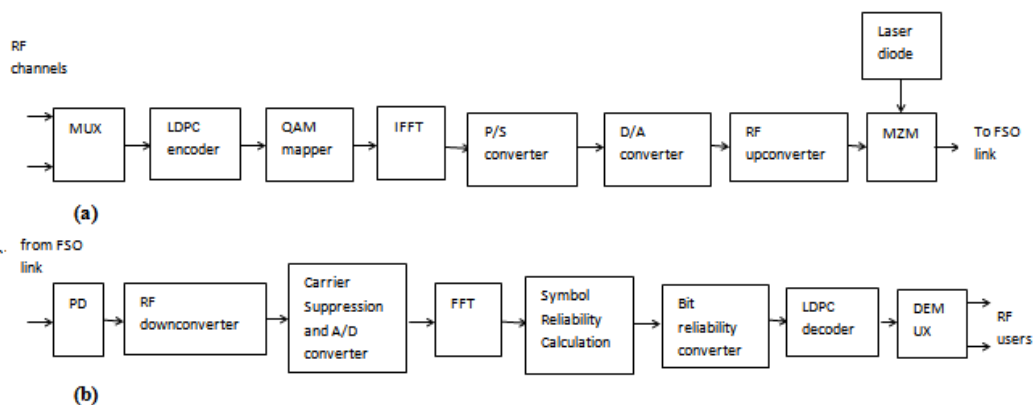 RF
channels
Laser
diode
MUX
LDPC
encoder
QAM
mapper
IFFT
P/S
converter
D/A
converter
RF
upconverter
MZM
To FSO
link
(a)
from FSO
link
PD
RF
downconverter
Carrier
Suppression
and A/D
converter
FFT
Symbol
Reliability
Calculation
Bit
reliability
converter
LDPC
decoder
DEM
UX
RF
users
(b)